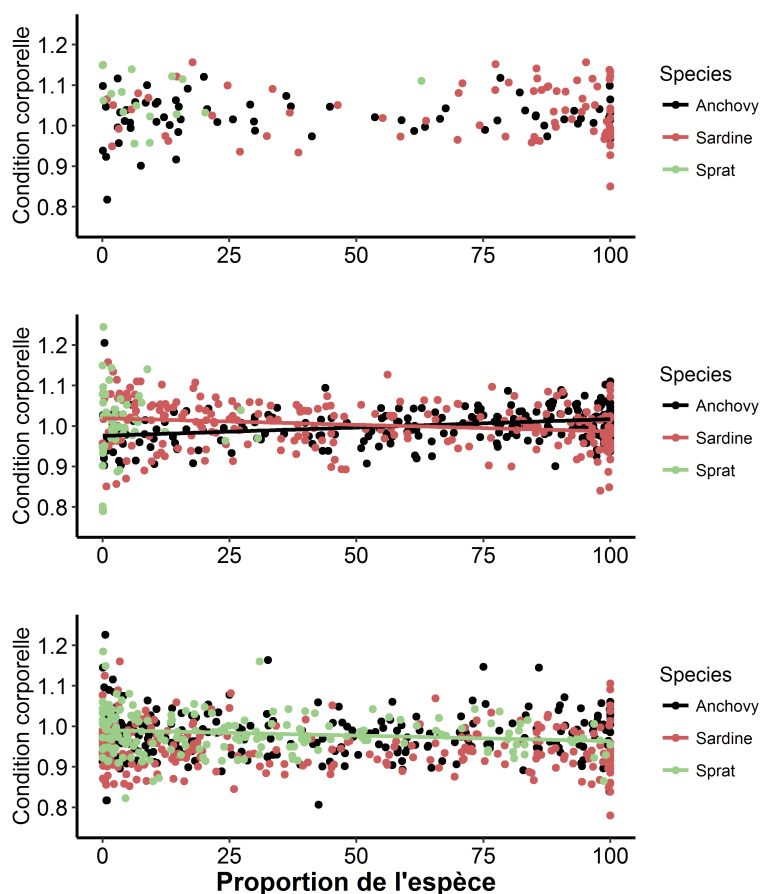 Condition corporelle
1.2
1.1
1.0
0.9
0.8
0
25
50
75
100
Species
Anchovy
Sardine
Sprat
Condition corporelle
1.2
1.1
1.0
0.9
0.8
0
25
50
75
100
Species
Anchovy
Sardine
Sprat
Condition corporelle
1.2
1.1
1.0
0.9
0.8
0
25
50
75
100
Species
Anchovy
Sardine
Sprat
Proportion de l'espèce